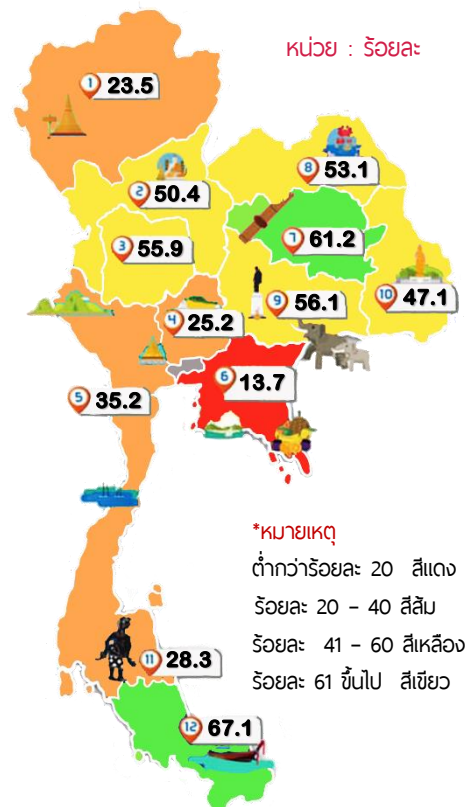 หน่วย : ร้อยละ
1 23.5
8 53.1
2 50.4
7 61.2
3 55.9
10 47.1
9 56.1
4 25.2
6 13.7
5 35.2
*หมายเหตุ
ต่ำกว่าร้อยละ 20 สีแดง
ร้อยละ 20 - 40 สีส้ม
ร้อยละ 41 - 60 สีเหลือง
ร้อยละ 61 ขึ้นไป สีเขียว
11 28.3
12 67.1